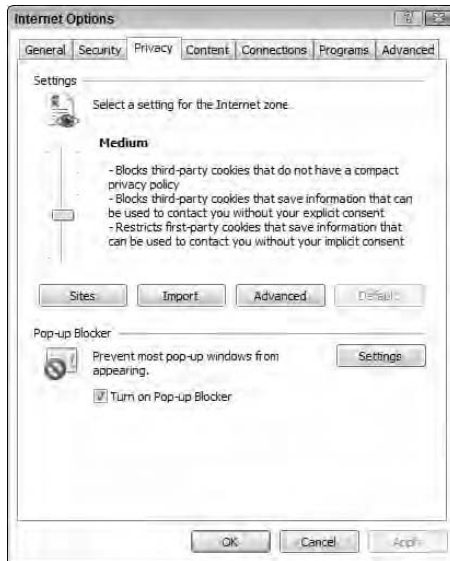 Internet Options
General Security Privacy Content Connections Programs Advanced
Settings
Select a setting for the Internet zone.
Medium
- Blocks third-party cookies that do not have a compact
privacy policy
- Blocks third-party cookies that save information that can
be used to contact you without your explicit consent
- Restricts first-party cookies that save information that
can be used to contact you without your implicit consent
Sites Import Advanced Default
Pop-up Blocker
Prevent most pop-up windows from
appearing.
Settings
Turn on Pop-up Blocker
OK Cancel Apply